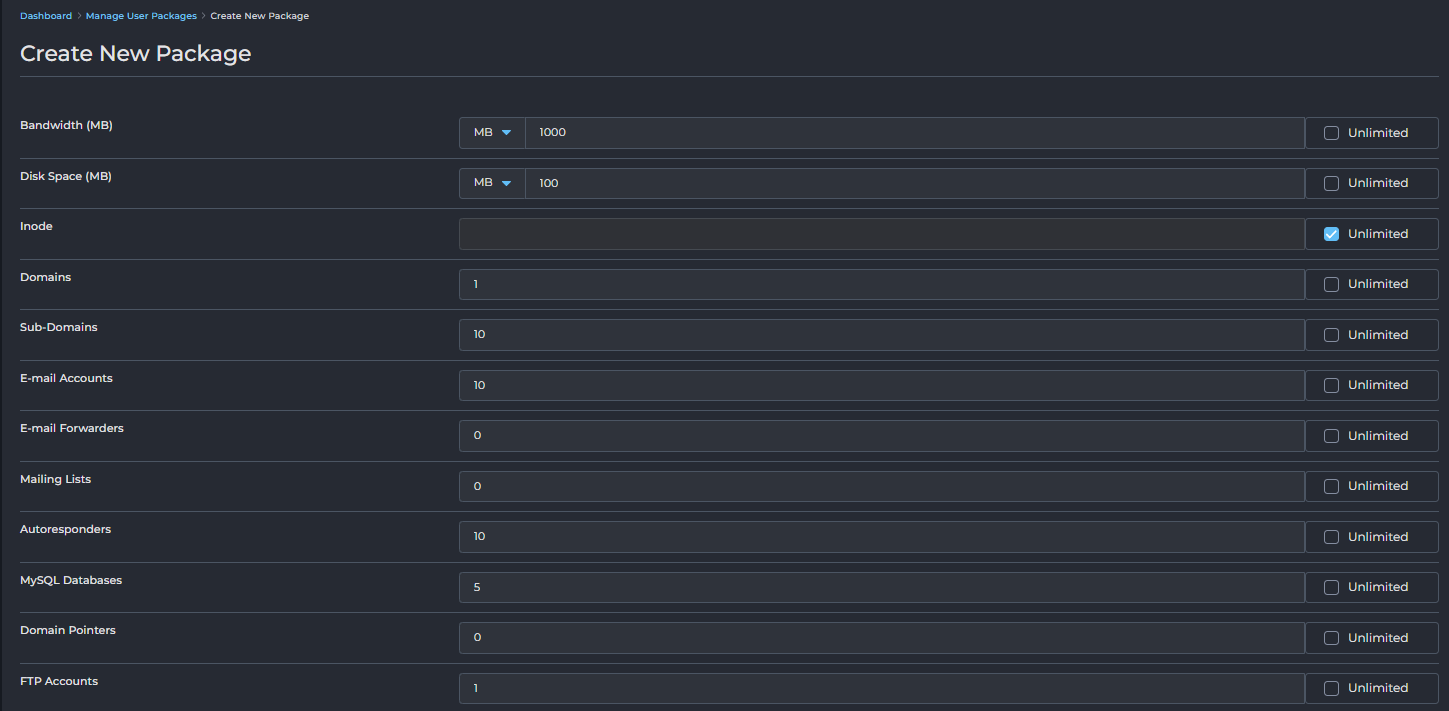 Dashboard > Manage User Packages > Create New Package
Create New Package
Bandwidth (MB) MB 1000 Unlimited
Disk Space (MB) MB 100 Unlimited
Inode Unlimited
Domains 1 Unlimited
Sub-Domains 10 Unlimited
E-mail Accounts 10 Unlimited
E-mail Forwarders 0 Unlimited
Mailing Lists 0 Unlimited
Autoresponders 10 Unlimited
MySQL Databases 5 Unlimited
Domain Pointers 0 Unlimited
FTP Accounts 1 Unlimited